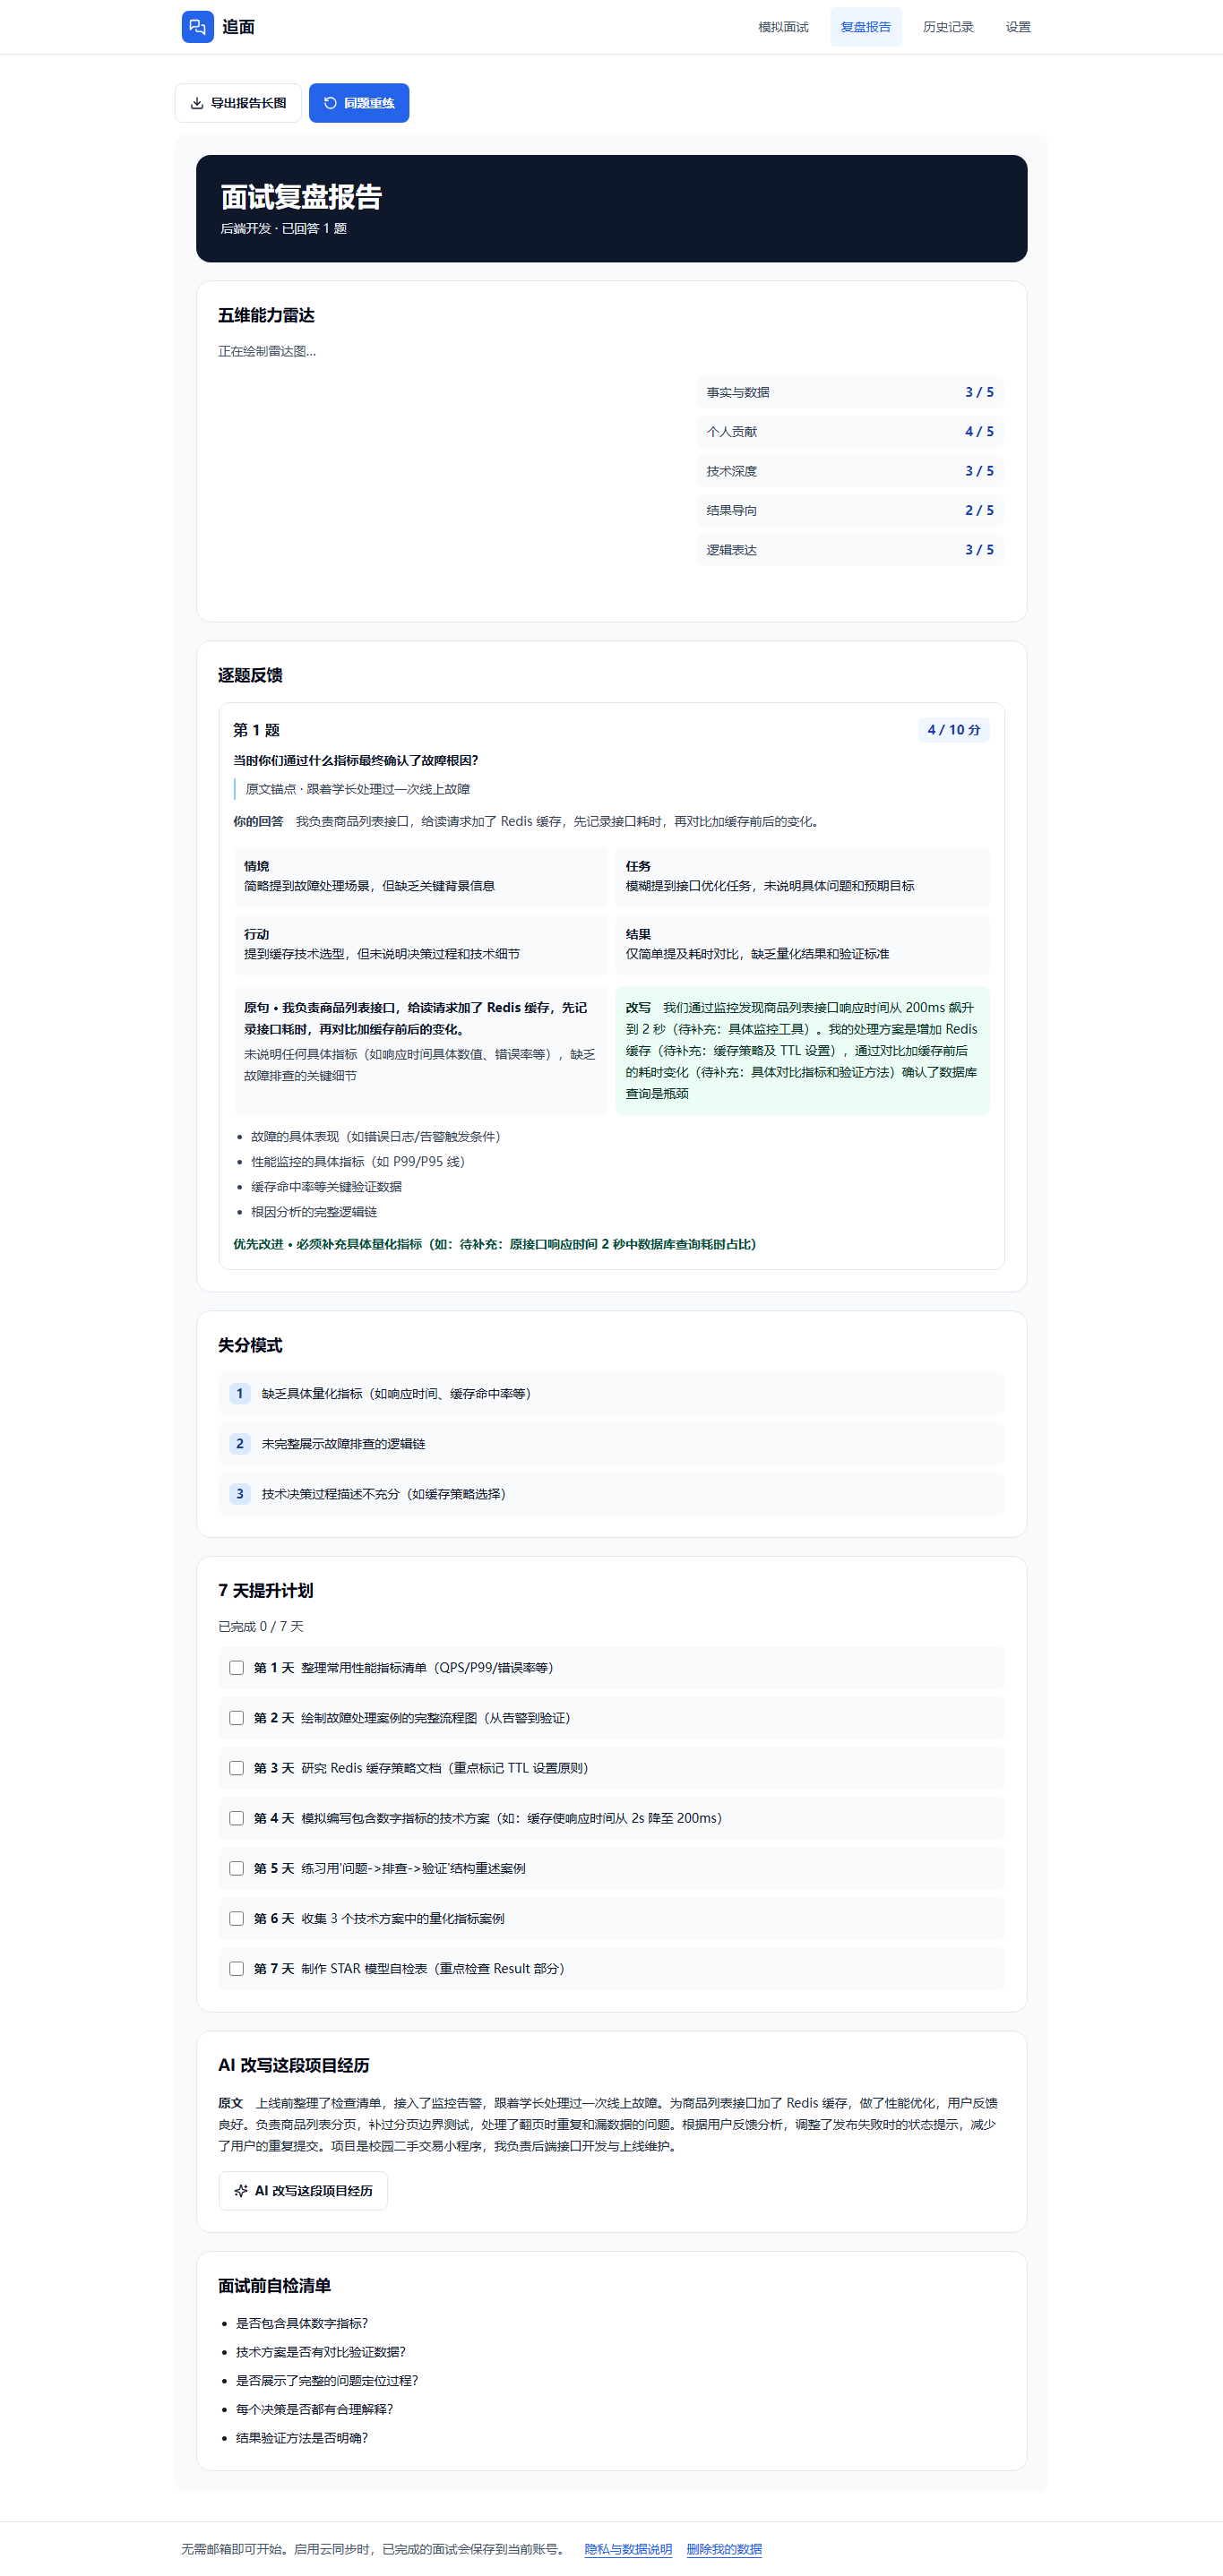 追面
模拟面试
复盘报告
历史记录
设置
导出报告长图
同题重练
面试复盘报告
后端开发 · 已回答 1 题
五维能力雷达
正在绘制雷达图...
事实与数据 3 / 5
个人贡献 4 / 5
技术深度 3 / 5
结果导向 2 / 5
逻辑表达 3 / 5
逐题反馈
第 1 题 4 / 10 分
当时你们通过什么指标最终确认了故障根因?
原文锚点 · 跟着学长处理过一次线上故障
你的回答 我负责商品列表接口，给读请求加了 Redis 缓存，先记录接口耗时，再对比加缓存前后的变化。
情境
简略提到故障处理场景，但缺乏关键背景信息
任务
模糊提到接口优化任务，未说明具体问题和预期目标
行动
提到缓存技术选型，但未说明决策过程和技术细节
结果
仅简单提及耗时对比，缺乏量化结果和验证标准
原句 • 我负责商品列表接口，给读请求加了 Redis 缓存，先记
录接口耗时，再对比加缓存前后的变化。
未说明任何具体指标（如响应时间具体数值、错误率等），缺乏
故障排查的关键细节
改写 我们通过监控发现商品列表接口响应时间从 200ms 飙升
到 2 秒（待补充：具体监控工具）。我的处理方案是增加 Redis
缓存（待补充：缓存策略及 TTL 设置），通过对比加缓存前后
的耗时变化（待补充：具体对比指标和验证方法）确认了数据库
查询是瓶颈
• 故障的具体表现（如错误日志/告警触发条件）
• 性能监控的具体指标（如 P99/P95 线）
• 缓存命中率等关键验证数据
• 根因分析的完整逻辑链
优先改进 • 必须补充具体量化指标（如：待补充：原接口响应时间 2 秒中数据库查询耗时占比）
失分模式
1 缺乏具体量化指标（如响应时间、缓存命中率等）
2 未完整展示故障排查的逻辑链
3 技术决策过程描述不充分（如缓存策略选择）
7 天提升计划
已完成 0 / 7 天
第 1 天 整理常用性能指标清单（QPS/P99/错误率等）
第 2 天 绘制故障处理案例的完整流程图（从告警到验证）
第 3 天 研究 Redis 缓存策略文档（重点标记 TTL 设置原则）
第 4 天 模拟编写包含数字指标的技术方案（如：缓存使响应时间从 2s 降至 200ms）
第 5 天 练习用'问题->排查->验证'结构重述案例
第 6 天 收集 3 个技术方案中的量化指标案例
第 7 天 制作 STAR 模型自检表（重点检查 Result 部分）
AI 改写这段项目经历
原文 上线前整理了检查清单，接入了监控告警，跟着学长处理过一次线上故障。为商品列表接口加了 Redis 缓存，做了性能优化，用户反馈
良好。负责商品列表分页，补过分页边界测试，处理了翻页时重复和漏数据的问题。根据用户反馈分析，调整了发布失败时的状态提示，减少
了用户的重复提交。项目是校园二手交易小程序，我负责后端接口开发与上线维护。
AI 改写这段项目经历
面试前自检清单
• 是否包含具体数字指标?
• 技术方案是否有对比验证数据?
• 是否展示了完整的问题定位过程?
• 每个决策是否都有合理解释?
• 结果验证方法是否明确?
无需邮箱即可开始。启用云同步时，已完成的面试会保存到当前账号。 隐私与数据说明 删除我的数据